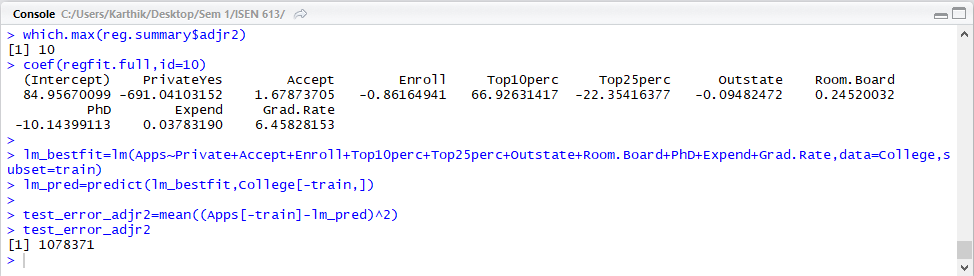 Console C:/Users/Karthik/Desktop/Sem 1/ISEN 613/
> which.max(reg.summary$adjr2)
[1] 10
> coef(regfit.full,id=10)
(Intercept) PrivateYes Accept Enroll Top10perc Top25perc Outstate Room.Board
84.95670099 -691.04103152 1.67873705 -0.86164941 66.92631417 -22.35416377 -0.09482472 0.24520032
PhD Expend Grad.Rate
-10.14399113 0.03783190 6.45828153
>
> lm_bestfit=lm(Apps~Private+Accept+Enroll+Top10perc+Top25perc+Outstate+Room.Board+PhD+Expend+Grad.Rate,data=College,s
ubset=train)
> lm_pred=predict(lm_bestfit,College[-train,])
>
> test_error_adjr2=mean((Apps[-train]-lm_pred)^2)
> test_error_adjr2
[1] 1078371
>